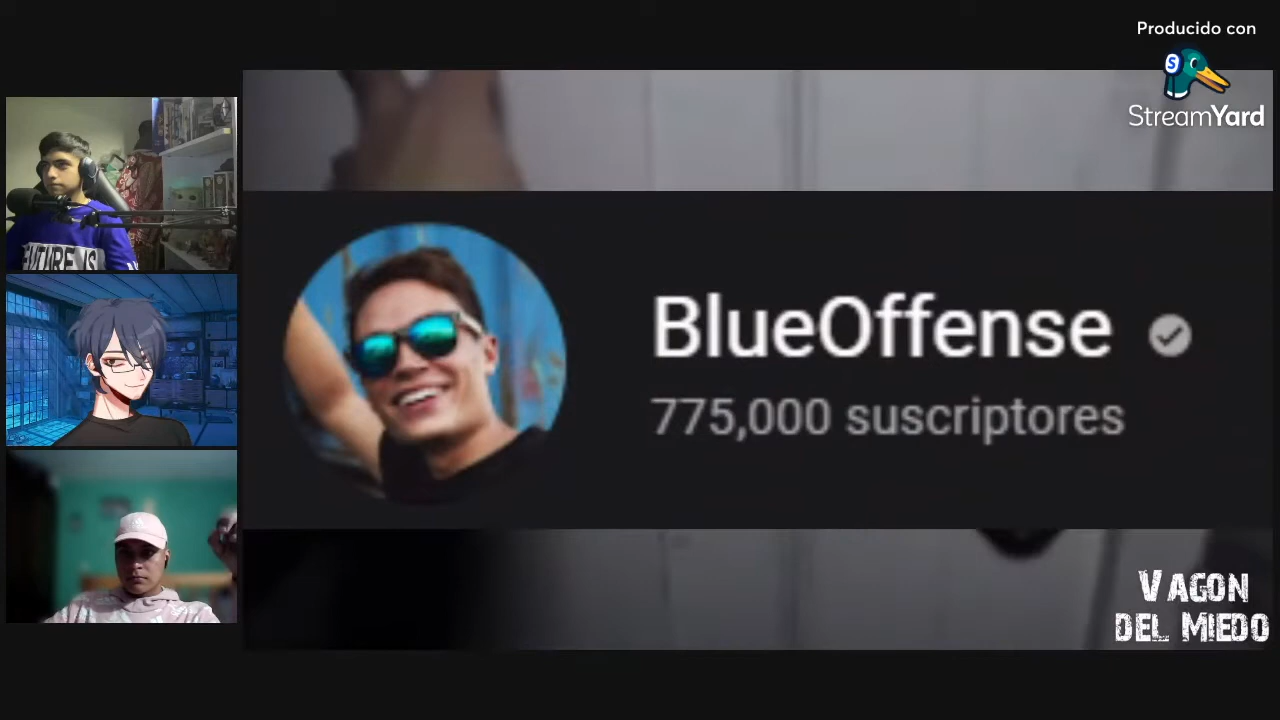 Producido con
StreamYard
BlueOffense
775,000 suscriptores
VAGON
DEL MIEDO